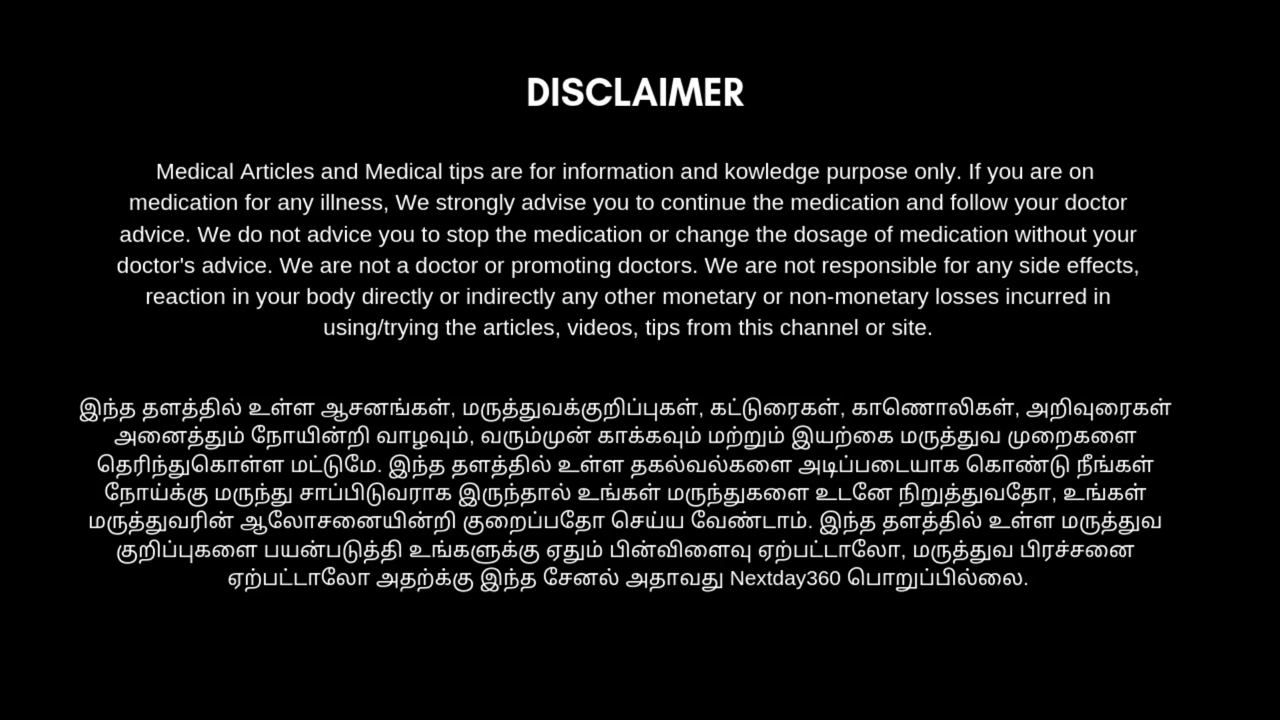 DISCLAIMER
Medical Articles and Medical tips are for information and kowledge purpose only. If you are on
medication for any illness, We strongly advise you to continue the medication and follow your doctor
advice. We do not advice you to stop the medication or change the dosage of medication without your
doctor's advice. We are not a doctor or promoting doctors. We are not responsible for any side effects,
reaction in your body directly or indirectly any other monetary or non-monetary losses incurred in
using/trying the articles, videos, tips from this channel or site.
இந்த தளத்தில் உள்ள ஆசனங்கள், மருத்துவக்குறிப்புகள், கட்டுரைகள், காணொலிகள், அறிவுரைகள்
அனைத்தும் நோயின்றி வாழவும், வரும்முன் காக்கவும் மற்றும் இயற்கை மருத்துவ முறைகளை
தெரிந்துகொள்ள மட்டுமே. இந்த தளத்தில் உள்ள தகல்வல்களை அடிப்படையாக கொண்டு நீங்கள்
நோய்க்கு மருந்து சாப்பிடுவராக இருந்தால் உங்கள் மருந்துகளை உடனே நிறுத்துவதோ, உங்கள்
மருத்துவரின் ஆலோசனையின்றி குறைப்பதோ செய்ய வேண்டாம். இந்த தளத்தில் உள்ள மருத்துவ
குறிப்புகளை பயன்படுத்தி உங்களுக்கு ஏதும் பின்விளைவு ஏற்பட்டாலோ, மருத்துவ பிரச்சனை
ஏற்பட்டாலோ அதற்க்கு இந்த சேனல் அதாவது Nextday360 பொறுப்பில்லை.